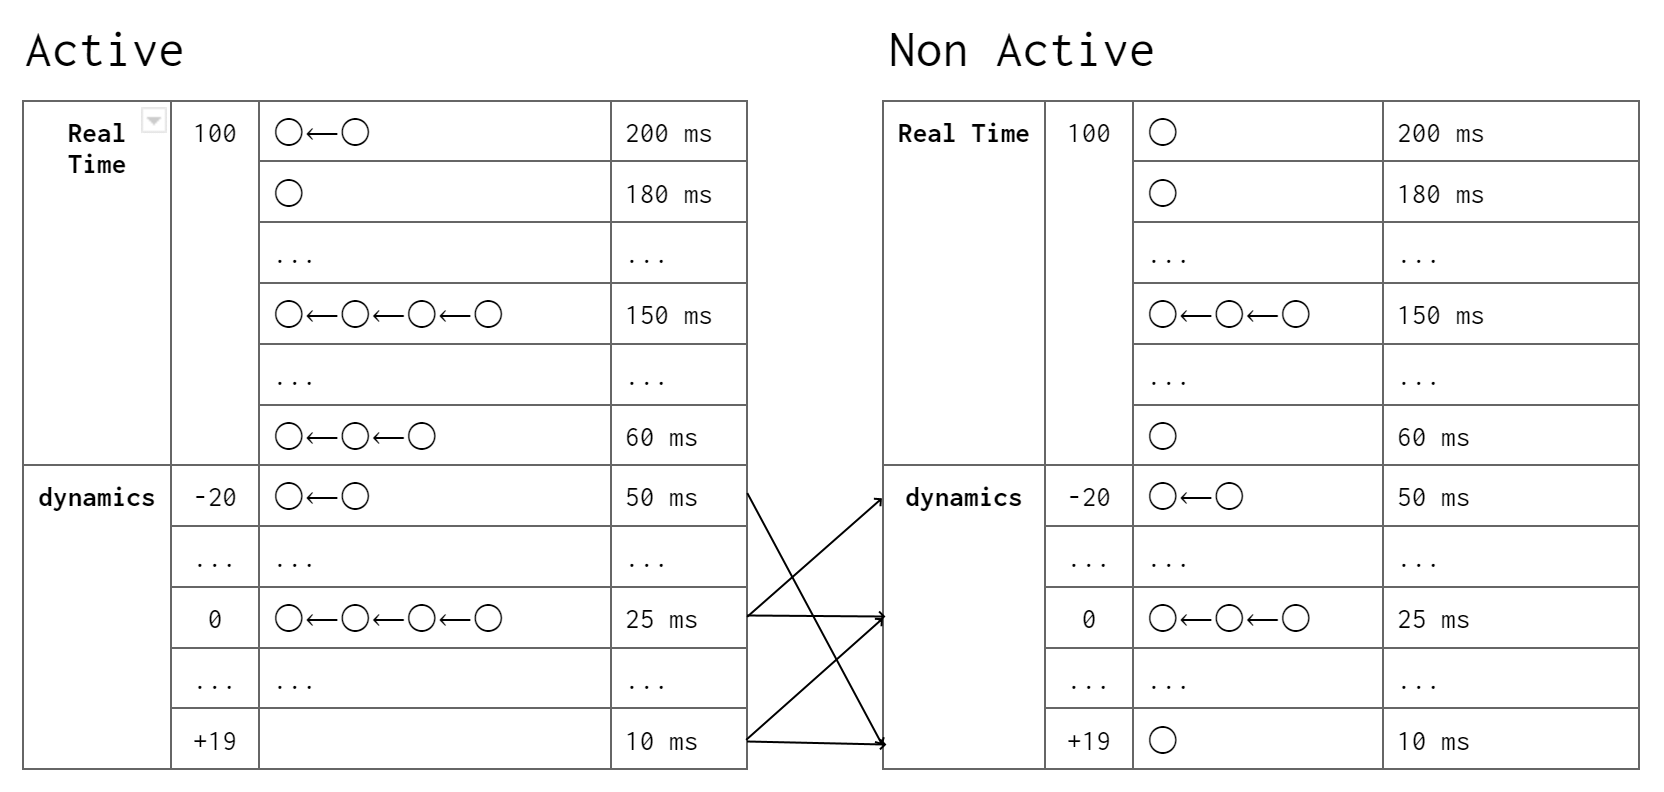 Active
Non Active
Real Time
100
200 ms
180 ms
... ...
150 ms
... ...
60 ms
dynamics
-20
50 ms
... ... ...
0
25 ms
... ... ...
+19
10 ms
Real Time
100
200 ms
180 ms
... ...
150 ms
... ...
60 ms
dynamics
-20
50 ms
... ... ...
0
25 ms
... ... ...
+19
10 ms